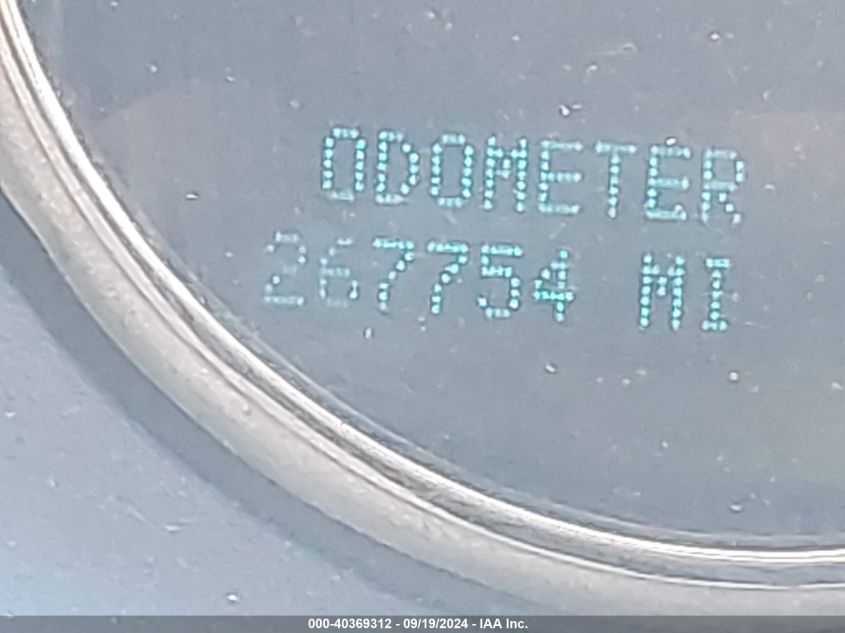 ODOMETER
267754 MI
000-40369312 - 09/19/2024 - IAA Inc.